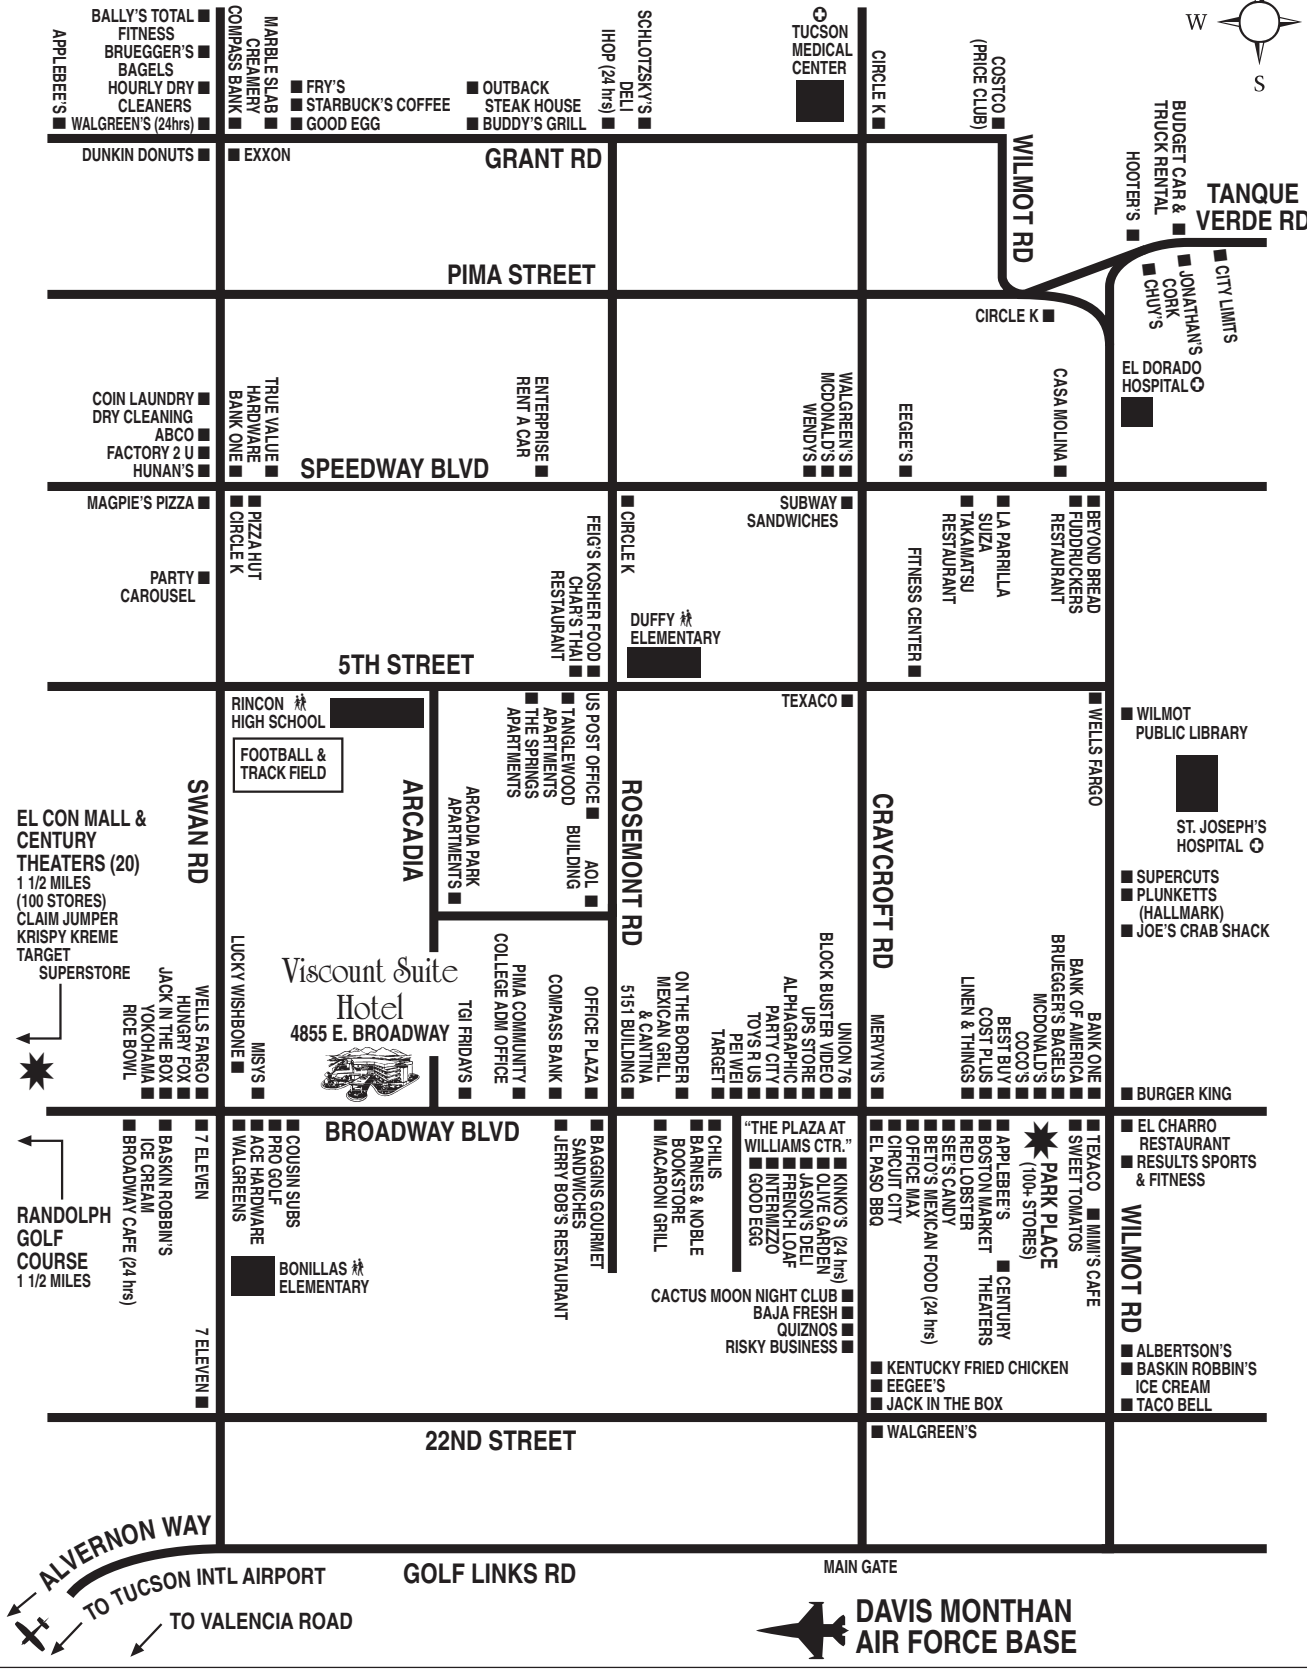 BALLY'S TOTAL
FITNESS
BRUEGGER'S
BAGELS
HOURLY DRY
CLEANERS
WALGREEN'S (24hrs)
APPLEBEE'S
COMPASS BANK
MARBLE SLAB
CREAMERY
FRY'S
STARBUCK'S COFFEE
GOOD EGG
OUTBACK
STEAK HOUSE
BUDDY'S GRILL
IHOP (24 hrs)
SCHLOTZSKY'S
DELI
TUCSON
MEDICAL
CENTER
CIRCLE K
COSTCO
(PRICE CLUB)
W
S
DUNKIN DONUTS
EXXON
GRANT RD
WILMOT RD
HOOTER'S
BUDGET CAR &
TRUCK RENTAL
TANQUE
VERDE RD
PIMA STREET
CIRCLE K
CHUY'S
JONATHAN'S
CORK
CITY LIMITS
EL DORADO
HOSPITAL
COIN LAUNDRY
DRY CLEANING
ABCO
FACTORY 2 U
HUNAN'S
BANK ONE
TRUE VALUE
HARDWARE
ENTERPRISE
RENT A CAR
WENDYS
MCDONALD'S
WALGREEN'S
EEGEE'S
CASA MOLINA
SPEEDWAY BLVD
MAGPIE'S PIZZA
CIRCLE K
PIZZA HUT
CIRCLE K
SUBWAY
SANDWICHES
LA PARRILLA
SUIZA
TAKAMATSU
RESTAURANT
BEYOND BREAD
FUDDRUCKERS
RESTAURANT
PARTY
CAROUSEL
FEIG'S KOSHER FOOD
CHAR'S THAI
RESTAURANT
DUFFY
ELEMENTARY
FITNESS CENTER
5TH STREET
RINCON
HIGH SCHOOL
FOOTBALL &
TRACK FIELD
US POST OFFICE
TANGLEWOOD
APARTMENTS
THE SPRINGS
APARTMENTS
TEXACO
WELLS FARGO
WILMOT
PUBLIC LIBRARY
ST. JOSEPH'S
HOSPITAL
SWAN RD
ARCADIA
ARCADIA PARK
APARTMENTS
AOL
BUILDING
ROSEMONT RD
CRAYCROFT RD
EL CON MALL &
CENTURY
THEATERS (20)
1 1/2 MILES
(100 STORES)
CLAIM JUMPER
KRISPY KREME
TARGET
SUPERSTORE
SUPERCUTS
PLUNKETTS
(HALLMARK)
JOE'S CRAB SHACK
RICE BOWL
YOKOHAMA
JACK IN THE BOX
HUNGRY FOX
WELLS FARGO
LUCKY WISHBONE
MISYS
Viscount Suite
Hotel
4855 E. BROADWAY
TGI FRIDAYS
PIMA COMMUNITY
COLLEGE ADM OFFICE
COMPASS BANK
OFFICE PLAZA
5151 BUILDING
ON THE BORDER
MEXICAN GRILL
& CANTINA
TARGET
PEI WEI
TOYS R US
PARTY CITY
ALPHAGRAPHIC
UPS STORE
BLOCK BUSTER VIDEO
UNION 76
MERVYN'S
LINEN & THINGS
COST PLUS
BEST BUY
COCO'S
MCDONALD'S
BRUEGGER'S BAGELS
BANK OF AMERICA
BANK ONE
BURGER KING
BROADWAY BLVD
BROADWAY CAFE (24 hrs)
BASKIN ROBBIN'S
ICE CREAM
7 ELEVEN
WALGREENS
ACE HARDWARE
PRO GOLF
COUSIN SUBS
JERRY BOB'S RESTAURANT
BAGGINS GOURMET
SANDWICHES
MACARONI GRILL
BARNES & NOBLE
BOOKSTORE
CHILIS
"THE PLAZA AT
WILLIAMS CTR."
GOOD EGG
INTERMIZZO
FRENCH LOAF
JASON'S DELI
OLIVE GARDEN
KINKO'S (24 hrs)
EL PASO BBQ
CIRCUIT CITY
OFFICE MAX
BETO'S MEXICAN FOOD (24 hrs)
SEE'S CANDY
RED LOBSTER
BOSTON MARKET
APPLEBEE'S
CENTURY
THEATERS
PARK PLACE
(100+ STORES)
SWEET TOMATOS
TEXACO
MIMI'S CAFE
EL CHARRO
RESTAURANT
RESULTS SPORTS
& FITNESS
WILMOT RD
RANDOLPH
GOLF
COURSE
1 1/2 MILES
BONILLAS
ELEMENTARY
7 ELEVEN
CACTUS MOON NIGHT CLUB
BAJA FRESH
QUIZNOS
RISKY BUSINESS
KENTUCKY FRIED CHICKEN
EEGEE'S
JACK IN THE BOX
ALBERTSON'S
BASKIN ROBBIN'S
ICE CREAM
TACO BELL
22ND STREET
WALGREEN'S
ALVERNON WAY
GOLF LINKS RD
MAIN GATE
TO TUCSON INTL AIRPORT
TO VALENCIA ROAD
DAVIS MONTHAN
AIR FORCE BASE